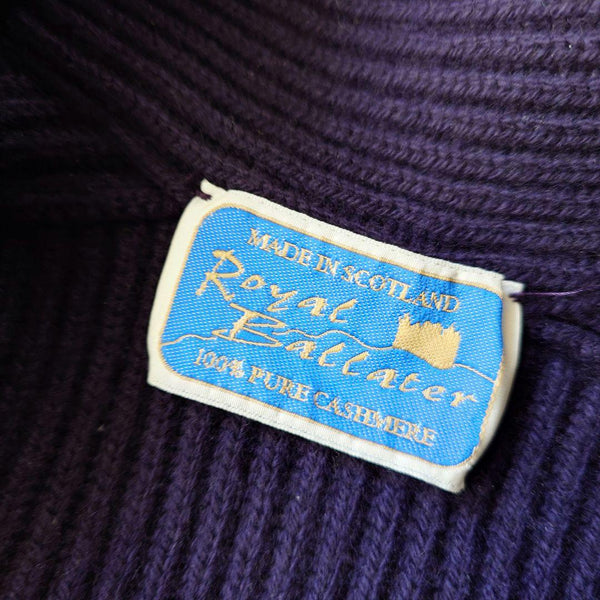 MADE IN SCOTLAND
Royal
Ballater
100% PURE CASHMERE